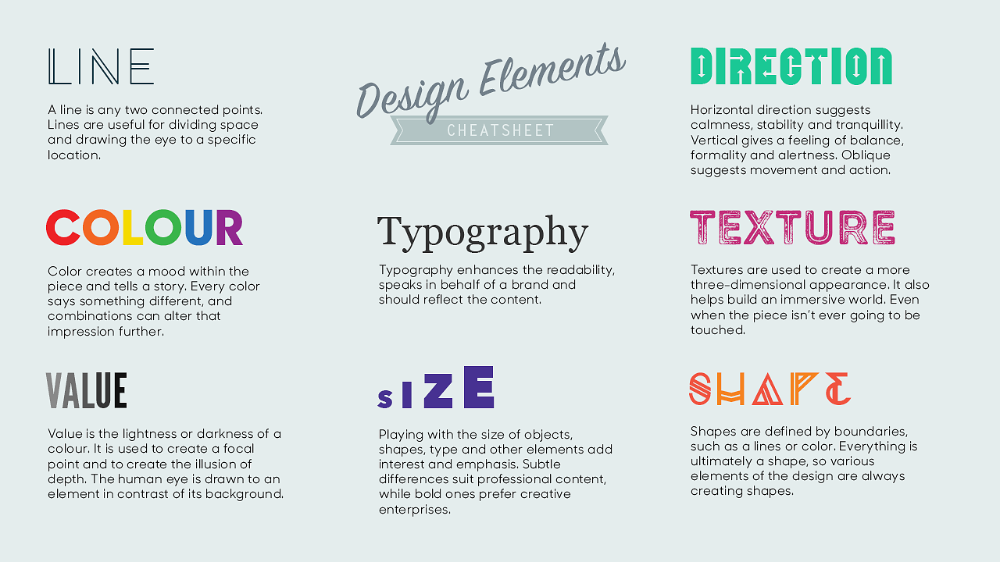 Design Elements
CHEATSHEET
LINE
A line is any two connected points.
Lines are useful for dividing space
and drawing the eye to a specific
location.
DIRECTION
Horizontal direction suggests
calmness, stability and tranquillity.
Vertical gives a feeling of balance,
formality and alertness. Oblique
suggests movement and action.
COLOUR
Color creates a mood within the
piece and tells a story. Every color
says something different, and
combinations can alter that
impression further.
Typography
Typography enhances the readability,
speaks in behalf of a brand and
should reflect the content.
TEXTURE
Textures are used to create a more
three-dimensional appearance. It also
helps build an immersive world. Even
when the piece isn't ever going to be
touched.
VALUE
Value is the lightness or darkness of a
colour. It is used to create a focal
point and to create the illusion of
depth. The human eye is drawn to an
element in contrast of its background.
sIZE
Playing with the size of objects,
shapes, type and other elements add
interest and emphasis. Subtle
differences suit professional content,
while bold ones prefer creative
enterprises.
SHAPE
Shapes are defined by boundaries,
such as a lines or color. Everything is
ultimately a shape, so various
elements of the design are always
creating shapes.